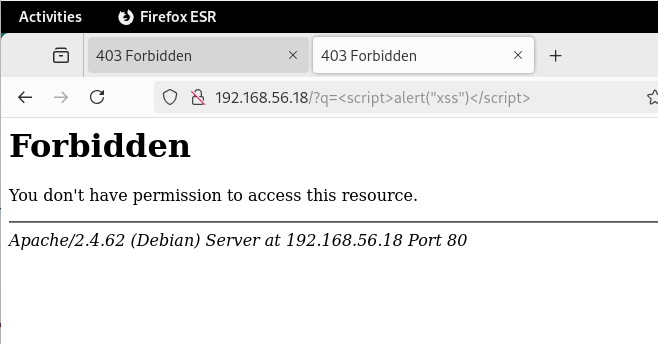 Activities Firefox ESR
403 Forbidden 403 Forbidden
192.168.56.18/?q=<script>alert("xss")</script>
Forbidden
You don't have permission to access this resource.
Apache/2.4.62 (Debian) Server at 192.168.56.18 Port 80